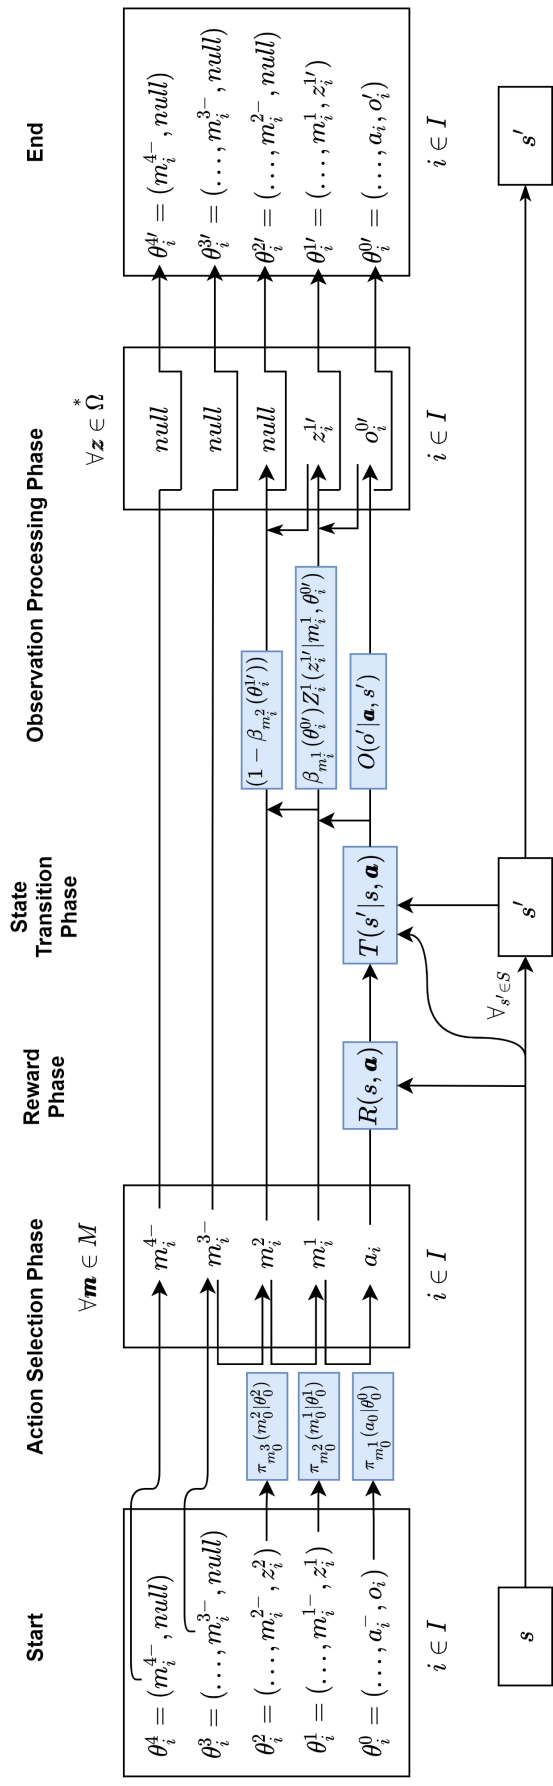 Start
Action Selection Phase
Reward
Phase
State
Transition
Phase
Observation Processing Phase
End
∀𝒎 ∈ M
∀𝒛 ∈ Ω*
θ_i^4 = (m_i^{4−}, null)
θ_i^3 = (…, m_i^{3−}, null)
θ_i^2 = (…, m_i^{2−}, z_i^2)
θ_i^1 = (…, m_i^{1−}, z_i^1)
θ_i^0 = (…, a_i^−, o_i)
i ∈ I
π_{m_0^3}(m_0^2|θ_0^2)
π_{m_0^2}(m_0^1|θ_0^1)
π_{m_0^1}(a_0|θ_0^0)
m_i^{4−}
m_i^{3−}
m_i^2
m_i^1
a_i
i ∈ I
R(s, 𝒂)
T(s′|s, 𝒂)
(1 − β_{m_i^2}(θ_i^{1′}))
β_{m_i^1}(θ_i^{0′})Z_i^1(z_i^{1′}|m_i^1, θ_i^{0′})
O(o′|𝒂, s′)
null
null
null
z_i^{1′}
o_i^{0′}
i ∈ I
θ_i^{4′} = (m_i^{4−}, null)
θ_i^{3′} = (…, m_i^{3−}, null)
θ_i^{2′} = (…, m_i^{2−}, null)
θ_i^{1′} = (…, m_i^1, z_i^{1′})
θ_i^{0′} = (…, a_i, o_i′)
i ∈ I
s
∀_{s′∈S}
s′
s′